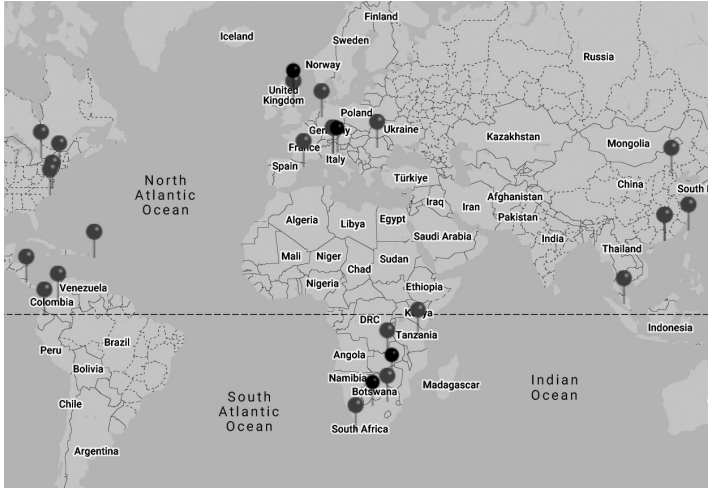 Finland
Iceland
Sweden
Russia
Norway
United
Kingdom
Poland
Germany
Ukraine
Kazakhstan
France
Mongolia
Italy
Spain
Türkiye
China
North
Atlantic
Ocean
Afghanistan
South
Iraq
Iran
Pakistan
Algeria
Libya
Egypt
Saudi Arabia
India
Thailand
Mali
Niger
Sudan
Chad
Venezuela
Nigeria
Ethiopia
Colombia
Kenya
DRC
Indonesia
Tanzania
Brazil
Peru
Angola
Bolivia
Namibia
Madagascar
Indian
Ocean
Botswana
South
Atlantic
Ocean
Chile
South Africa
Argentina